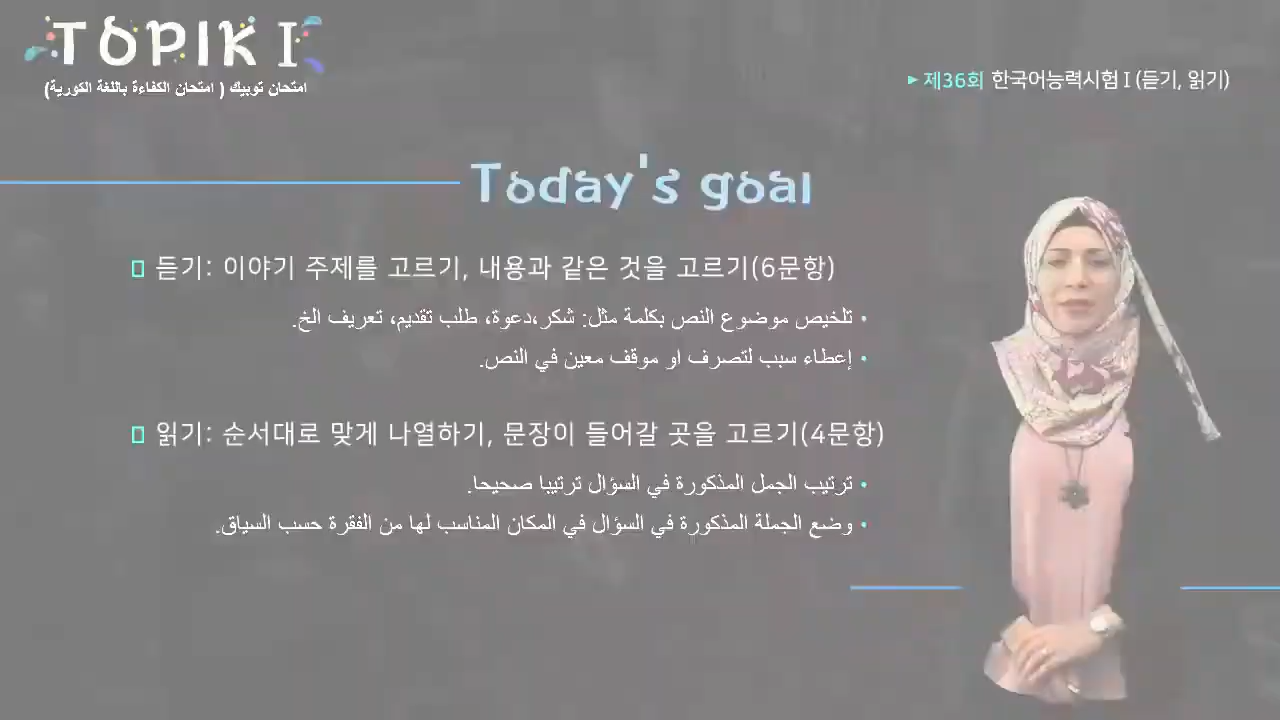 TOPIK I
امتحان توبيك ( امتحان الكفاءة باللغة الكورية)
▸ 제36회 한국어능력시험 I (듣기, 읽기)
Today's goal
듣기: 이야기 주제를 고르기, 내용과 같은 것을 고르기(6문항)
• تلخيص موضوع النص بكلمة مثل: شكر،دعوة، طلب تقديم، تعريف الخ.
• إعطاء سبب لتصرف او موقف معين في النص.
읽기: 순서대로 맞게 나열하기, 문장이 들어갈 곳을 고르기(4문항)
• ترتيب الجمل المذكورة في السؤال ترتيبا صحيحا.
• وضع الجملة المذكورة في السؤال في المكان المناسب لها من الفقرة حسب السياق.